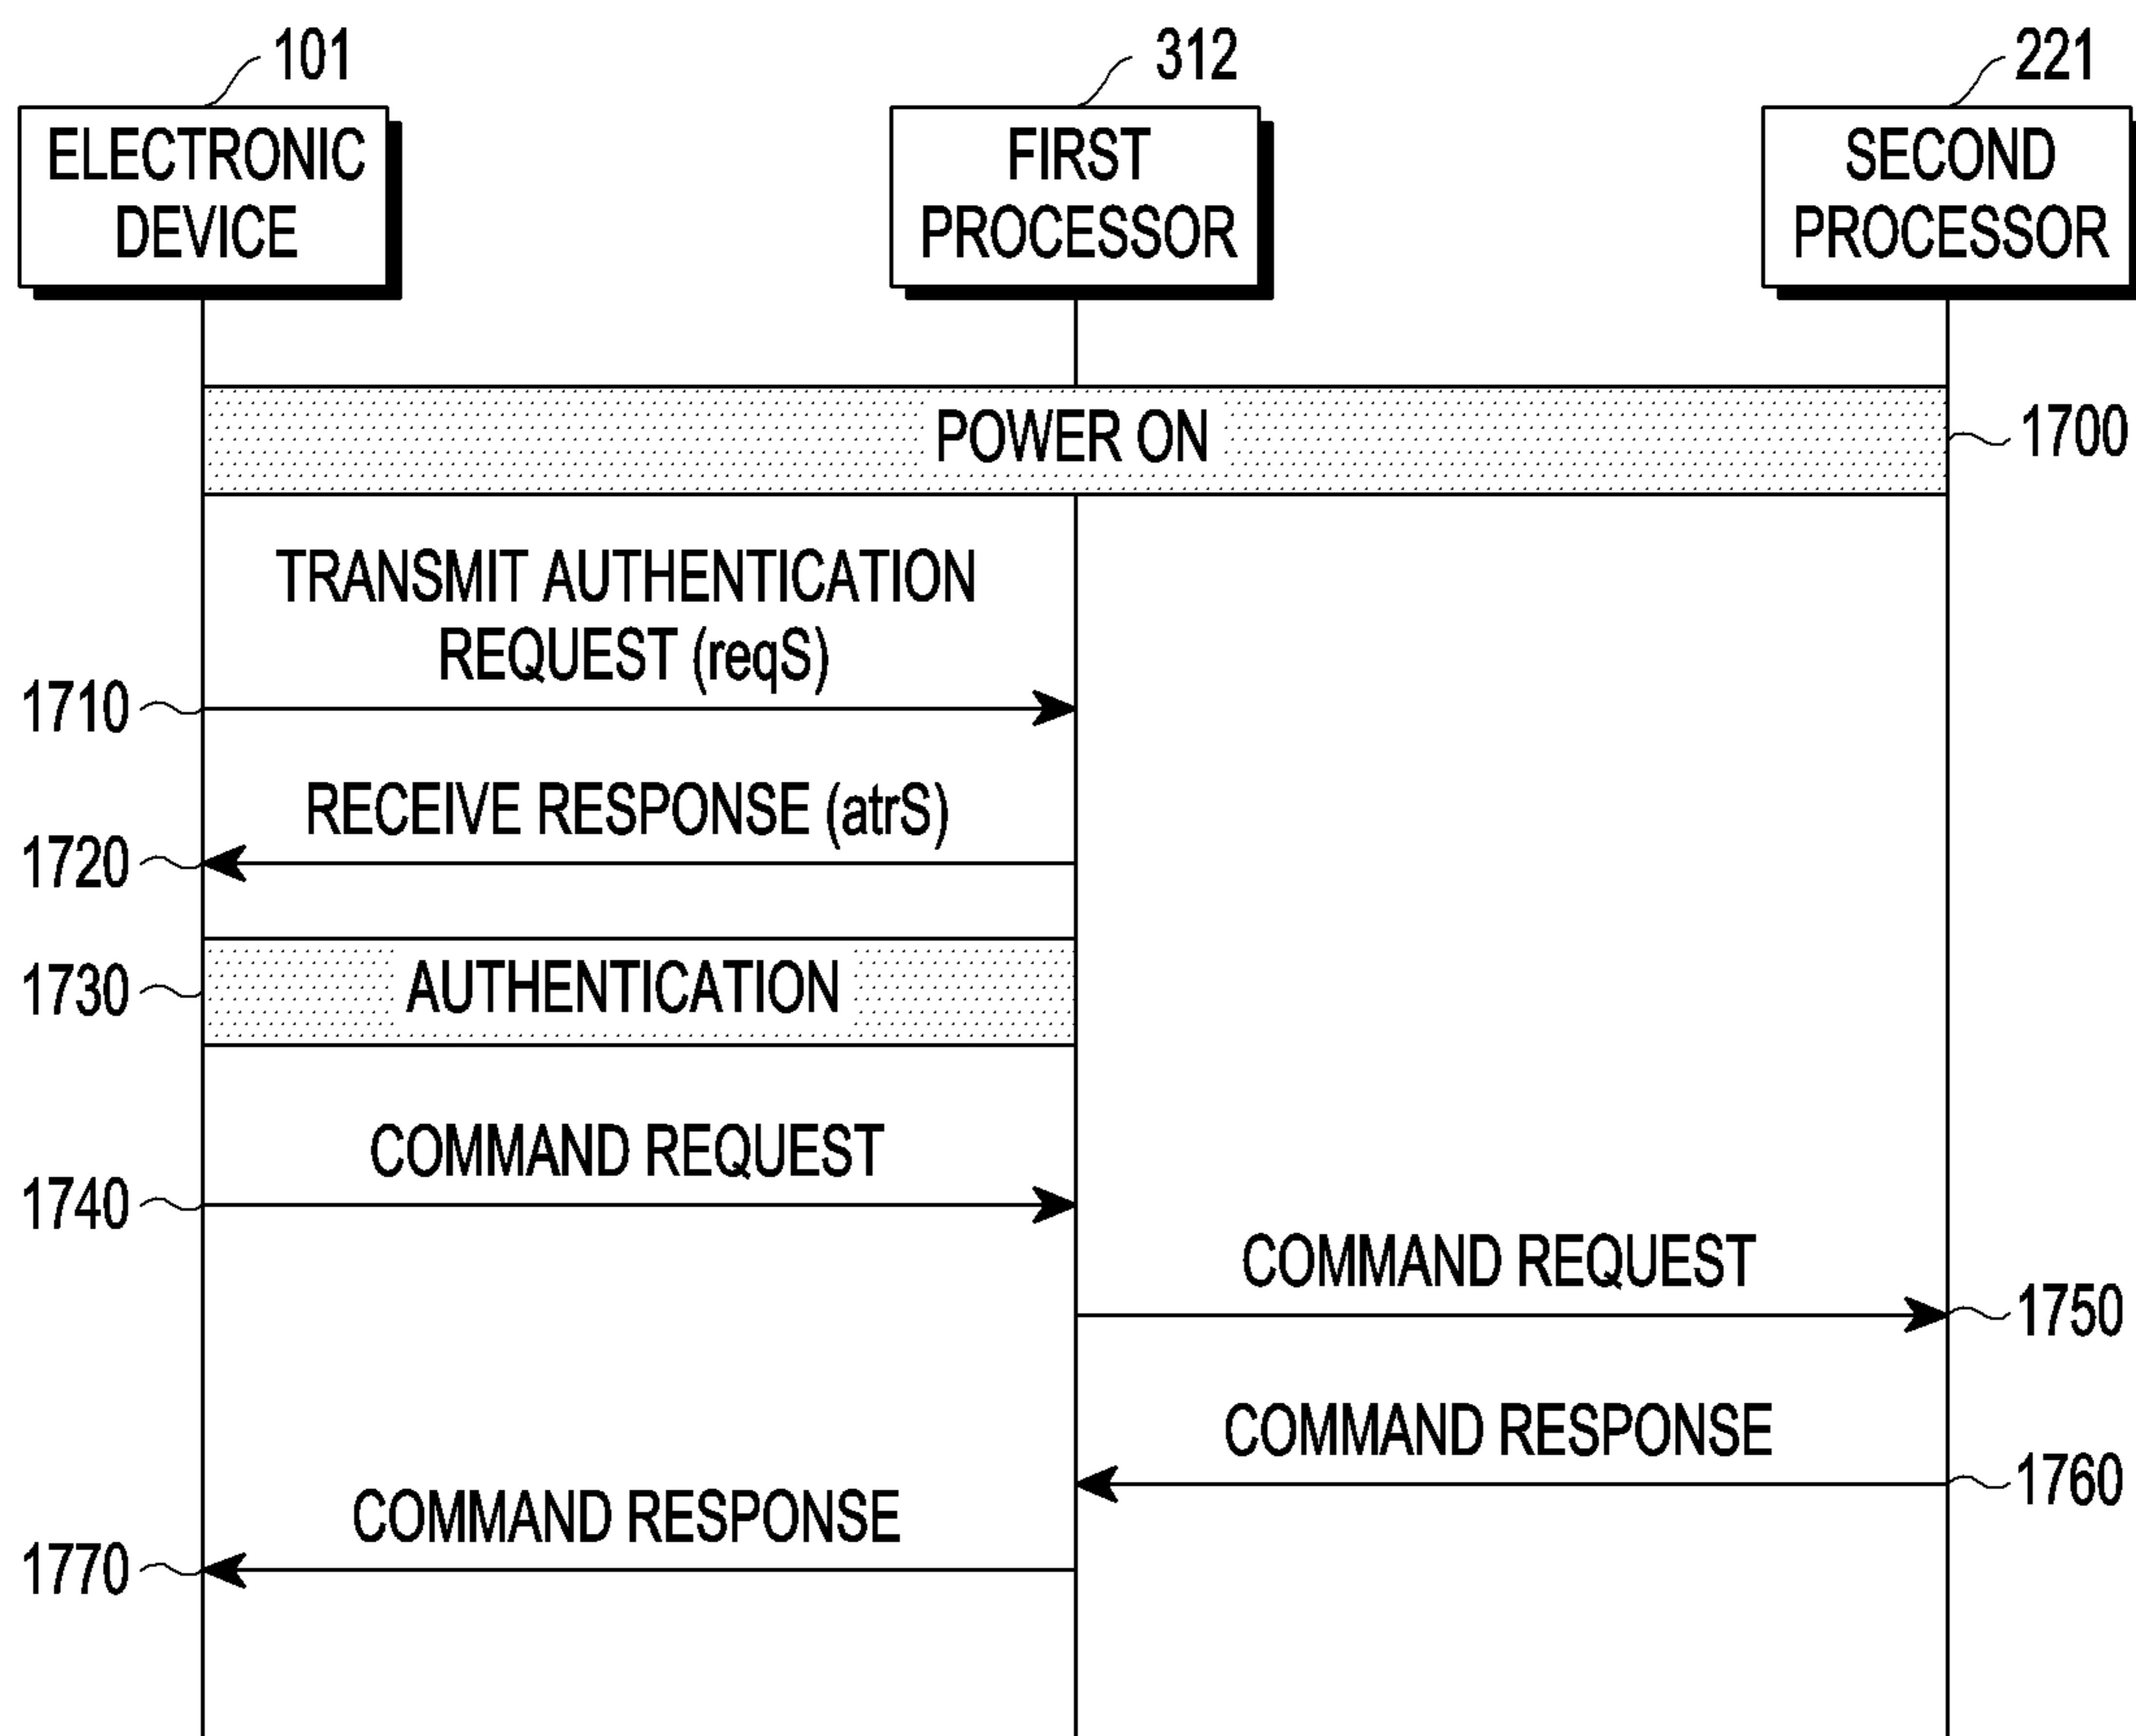 101
312
221
ELECTRONIC
DEVICE
FIRST
PROCESSOR
SECOND
PROCESSOR
POWER ON
1700
TRANSMIT AUTHENTICATION
REQUEST (reqS)
1710
RECEIVE RESPONSE (atrS)
1720
AUTHENTICATION
1730
COMMAND REQUEST
1740
COMMAND REQUEST
1750
COMMAND RESPONSE
1760
COMMAND RESPONSE
1770